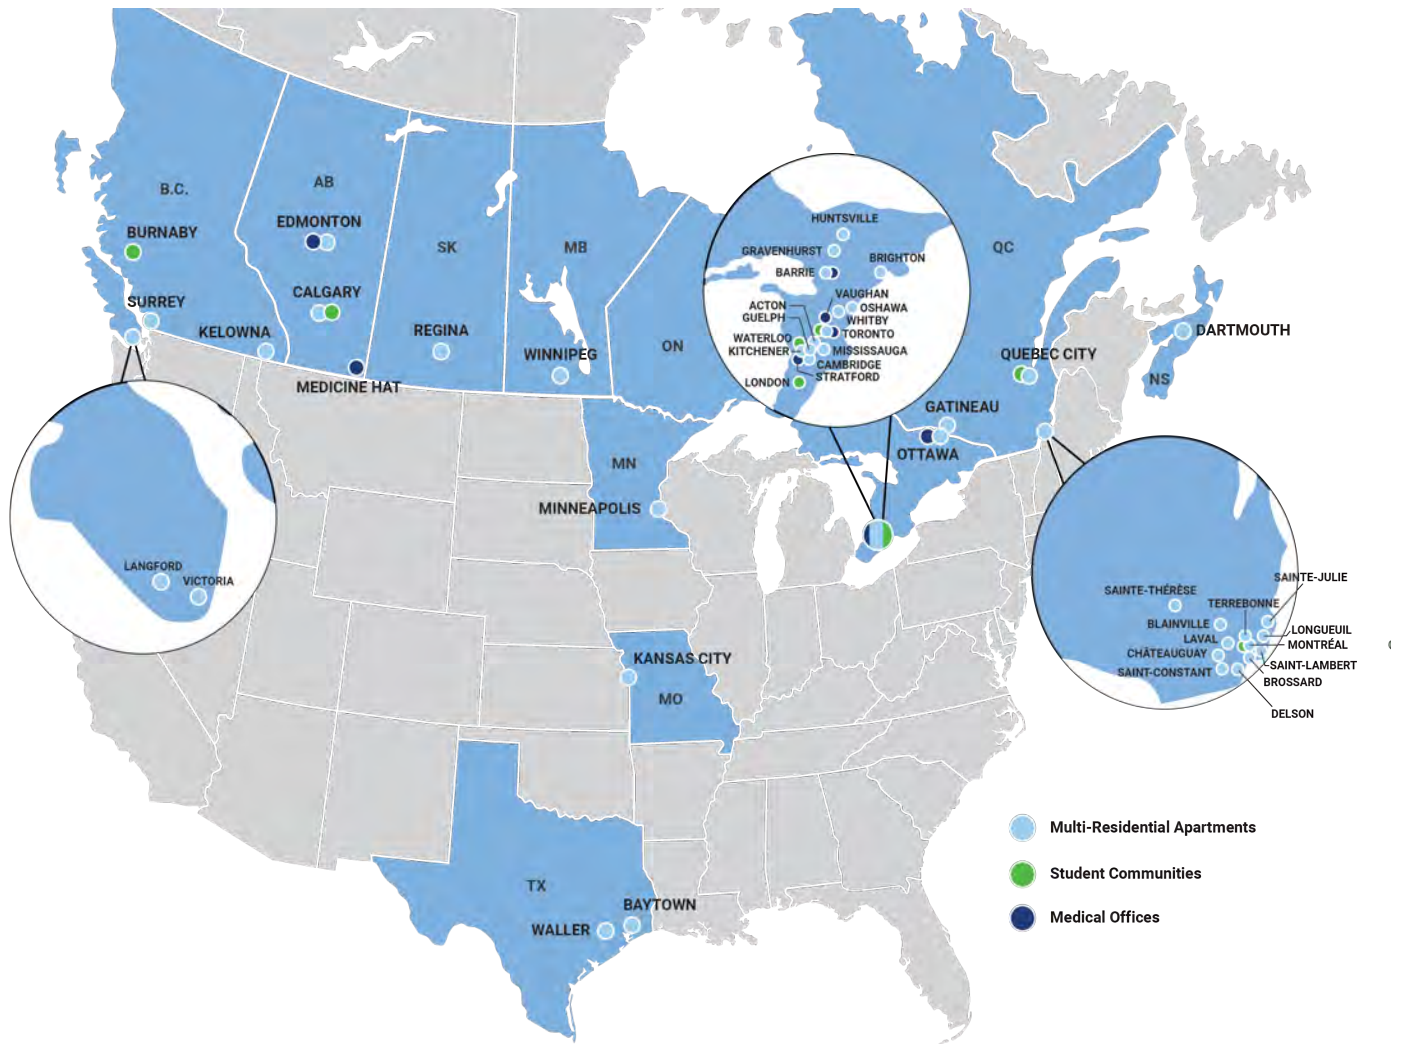 B.C.
BURNABY
SURREY
KELOWNA
AB
EDMONTON
CALGARY
MEDICINE HAT
SK
REGINA
MB
WINNIPEG
ON
HUNTSVILLE
GRAVENHURST
BRIGHTON
BARRIE
VAUGHAN
ACTON
OSHAWA
GUELPH
WHITBY
TORONTO
WATERLOO
KITCHENER
MISSISSAUGA
CAMBRIDGE
STRATFORD
LONDON
QC
QUEBEC CITY
GATINEAU
OTTAWA
DARTMOUTH
NS
LANGFORD
VICTORIA
MN
MINNEAPOLIS
KANSAS CITY
MO
SAINTE-JULIE
SAINTE-THÉRÈSE
TERREBONNE
BLAINVILLE
LONGUEUIL
LAVAL
MONTRÉAL
CHÂTEAUGUAY
SAINT-LAMBERT
SAINT-CONSTANT
BROSSARD
DELSON
TX
BAYTOWN
WALLER
Multi-Residential Apartments
Student Communities
Medical Offices